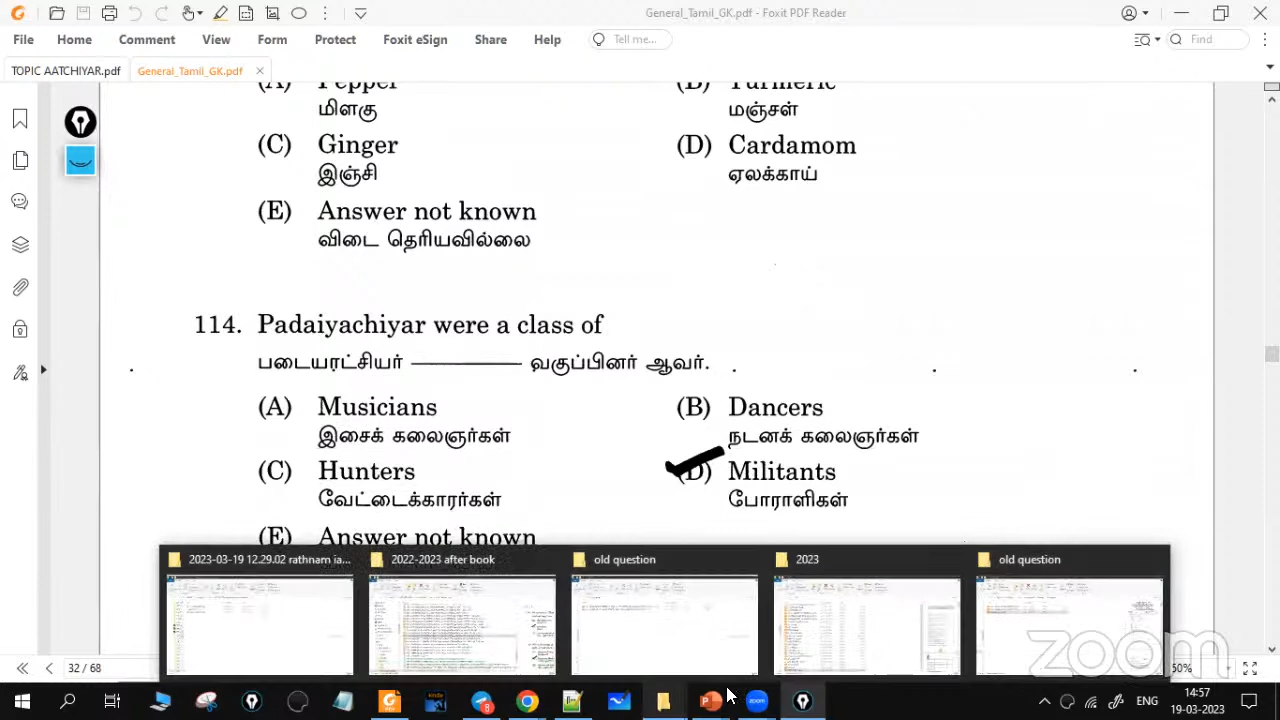 General_Tamil_GK.pdf - Foxit PDF Reader
File Home Comment View Form Protect Foxit eSign Share Help Tell me... Find
TOPIC AATCHIYAR.pdf General_Tamil_GK.pdf
(A) Pepper (B) Turmeric
மிளகு மஞ்சள்
(C) Ginger (D) Cardamom
இஞ்சி ஏலக்காய்
(E) Answer not known
விடை தெரியவில்லை
114. Padaiyachiyar were a class of
படையரட்சியர் ———— வகுப்பினர் ஆவர்.
(A) Musicians (B) Dancers
இசைக் கலைஞர்கள் நடனக் கலைஞர்கள்
(C) Hunters (D) Militants
வேட்டைக்காரர்கள் போராளிகள்
(E) Answer not known
2023-03-19 12.29.02 rathnam ia... 2022-2023 after book old question 2023 old question
zoom
32 / 68
ENG 14:57
19-03-2023